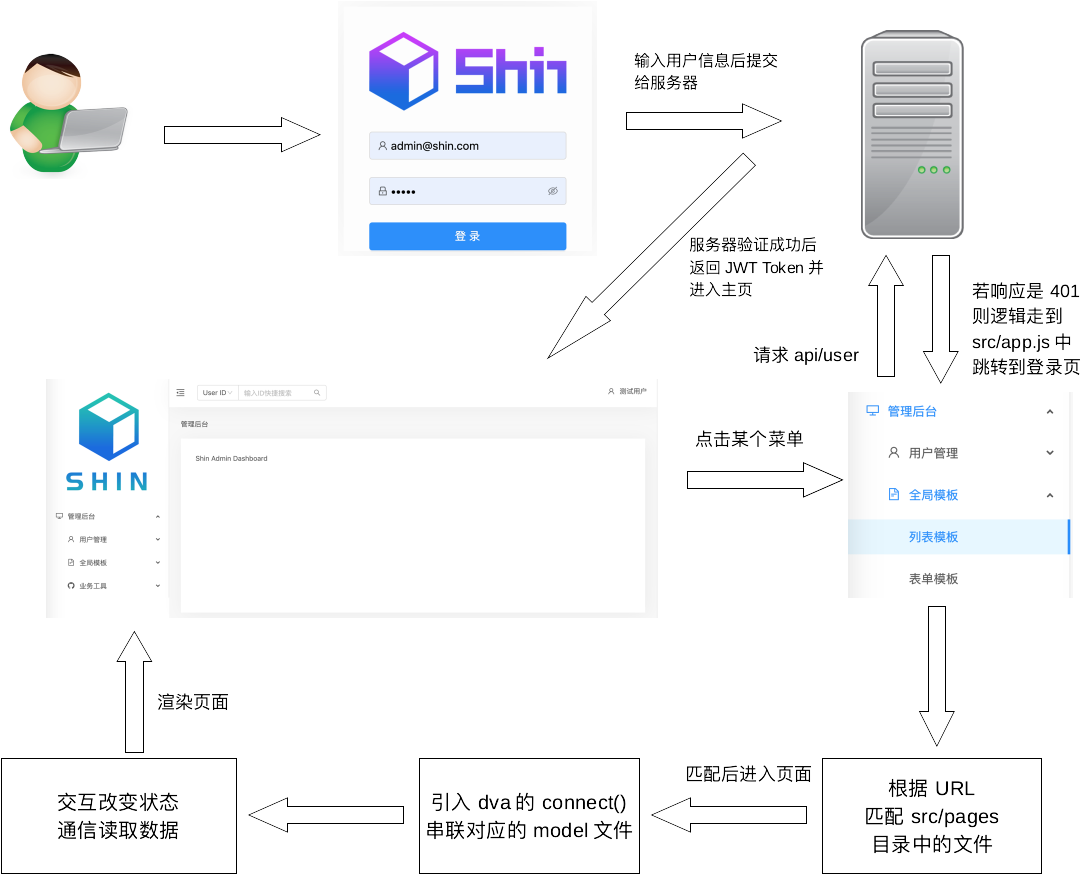 Shin
admin@shin.com
•••••
登 录
输入用户信息后提交
给服务器
服务器验证成功后
返回 JWT Token 并
进入主页
请求 api/user
若响应是 401
则逻辑走到
src/app.js 中
跳转到登录页
SHIN
管理后台
用户管理
全局模板
业务工具
User ID
输入ID快捷搜索
测试用户
管理后台
Shin Admin Dashboard
点击某个菜单
管理后台
用户管理
全局模板
列表模板
表单模板
渲染页面
交互改变状态
通信读取数据
引入 dva 的 connect()
串联对应的 model 文件
匹配后进入页面
根据 URL
匹配 src/pages
目录中的文件